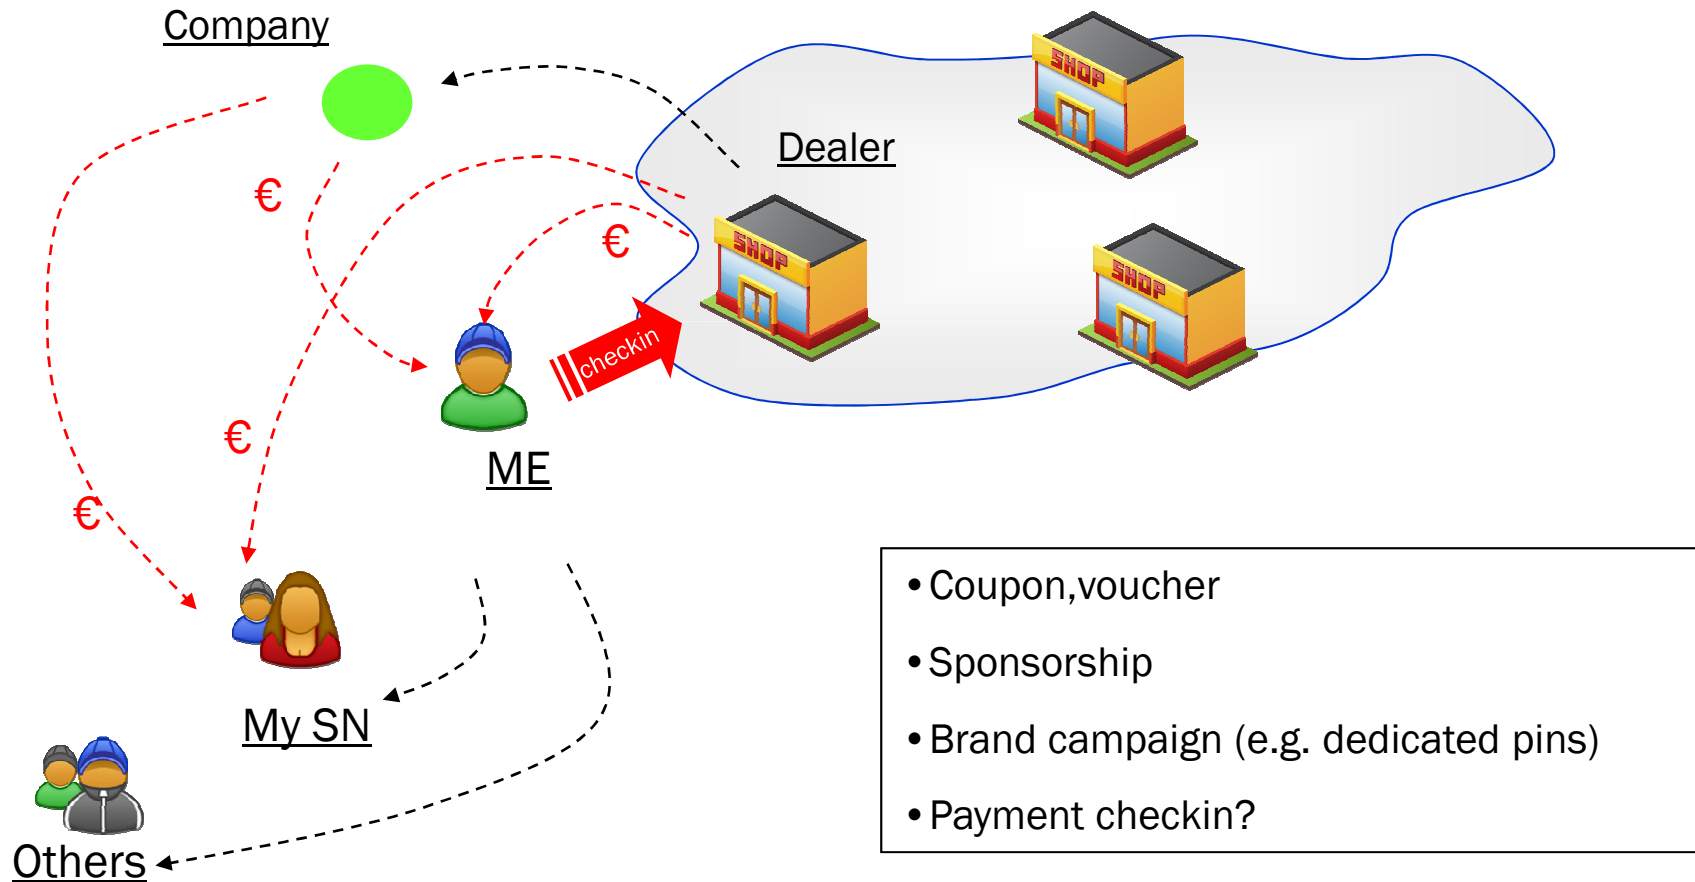 Company
SHOP
Dealer
€
€
SHOP
SHOP
checkin
€
ME
€
My SN
Others
•Coupon,voucher
•Sponsorship
•Brand campaign (e.g. dedicated pins)
•Payment checkin?